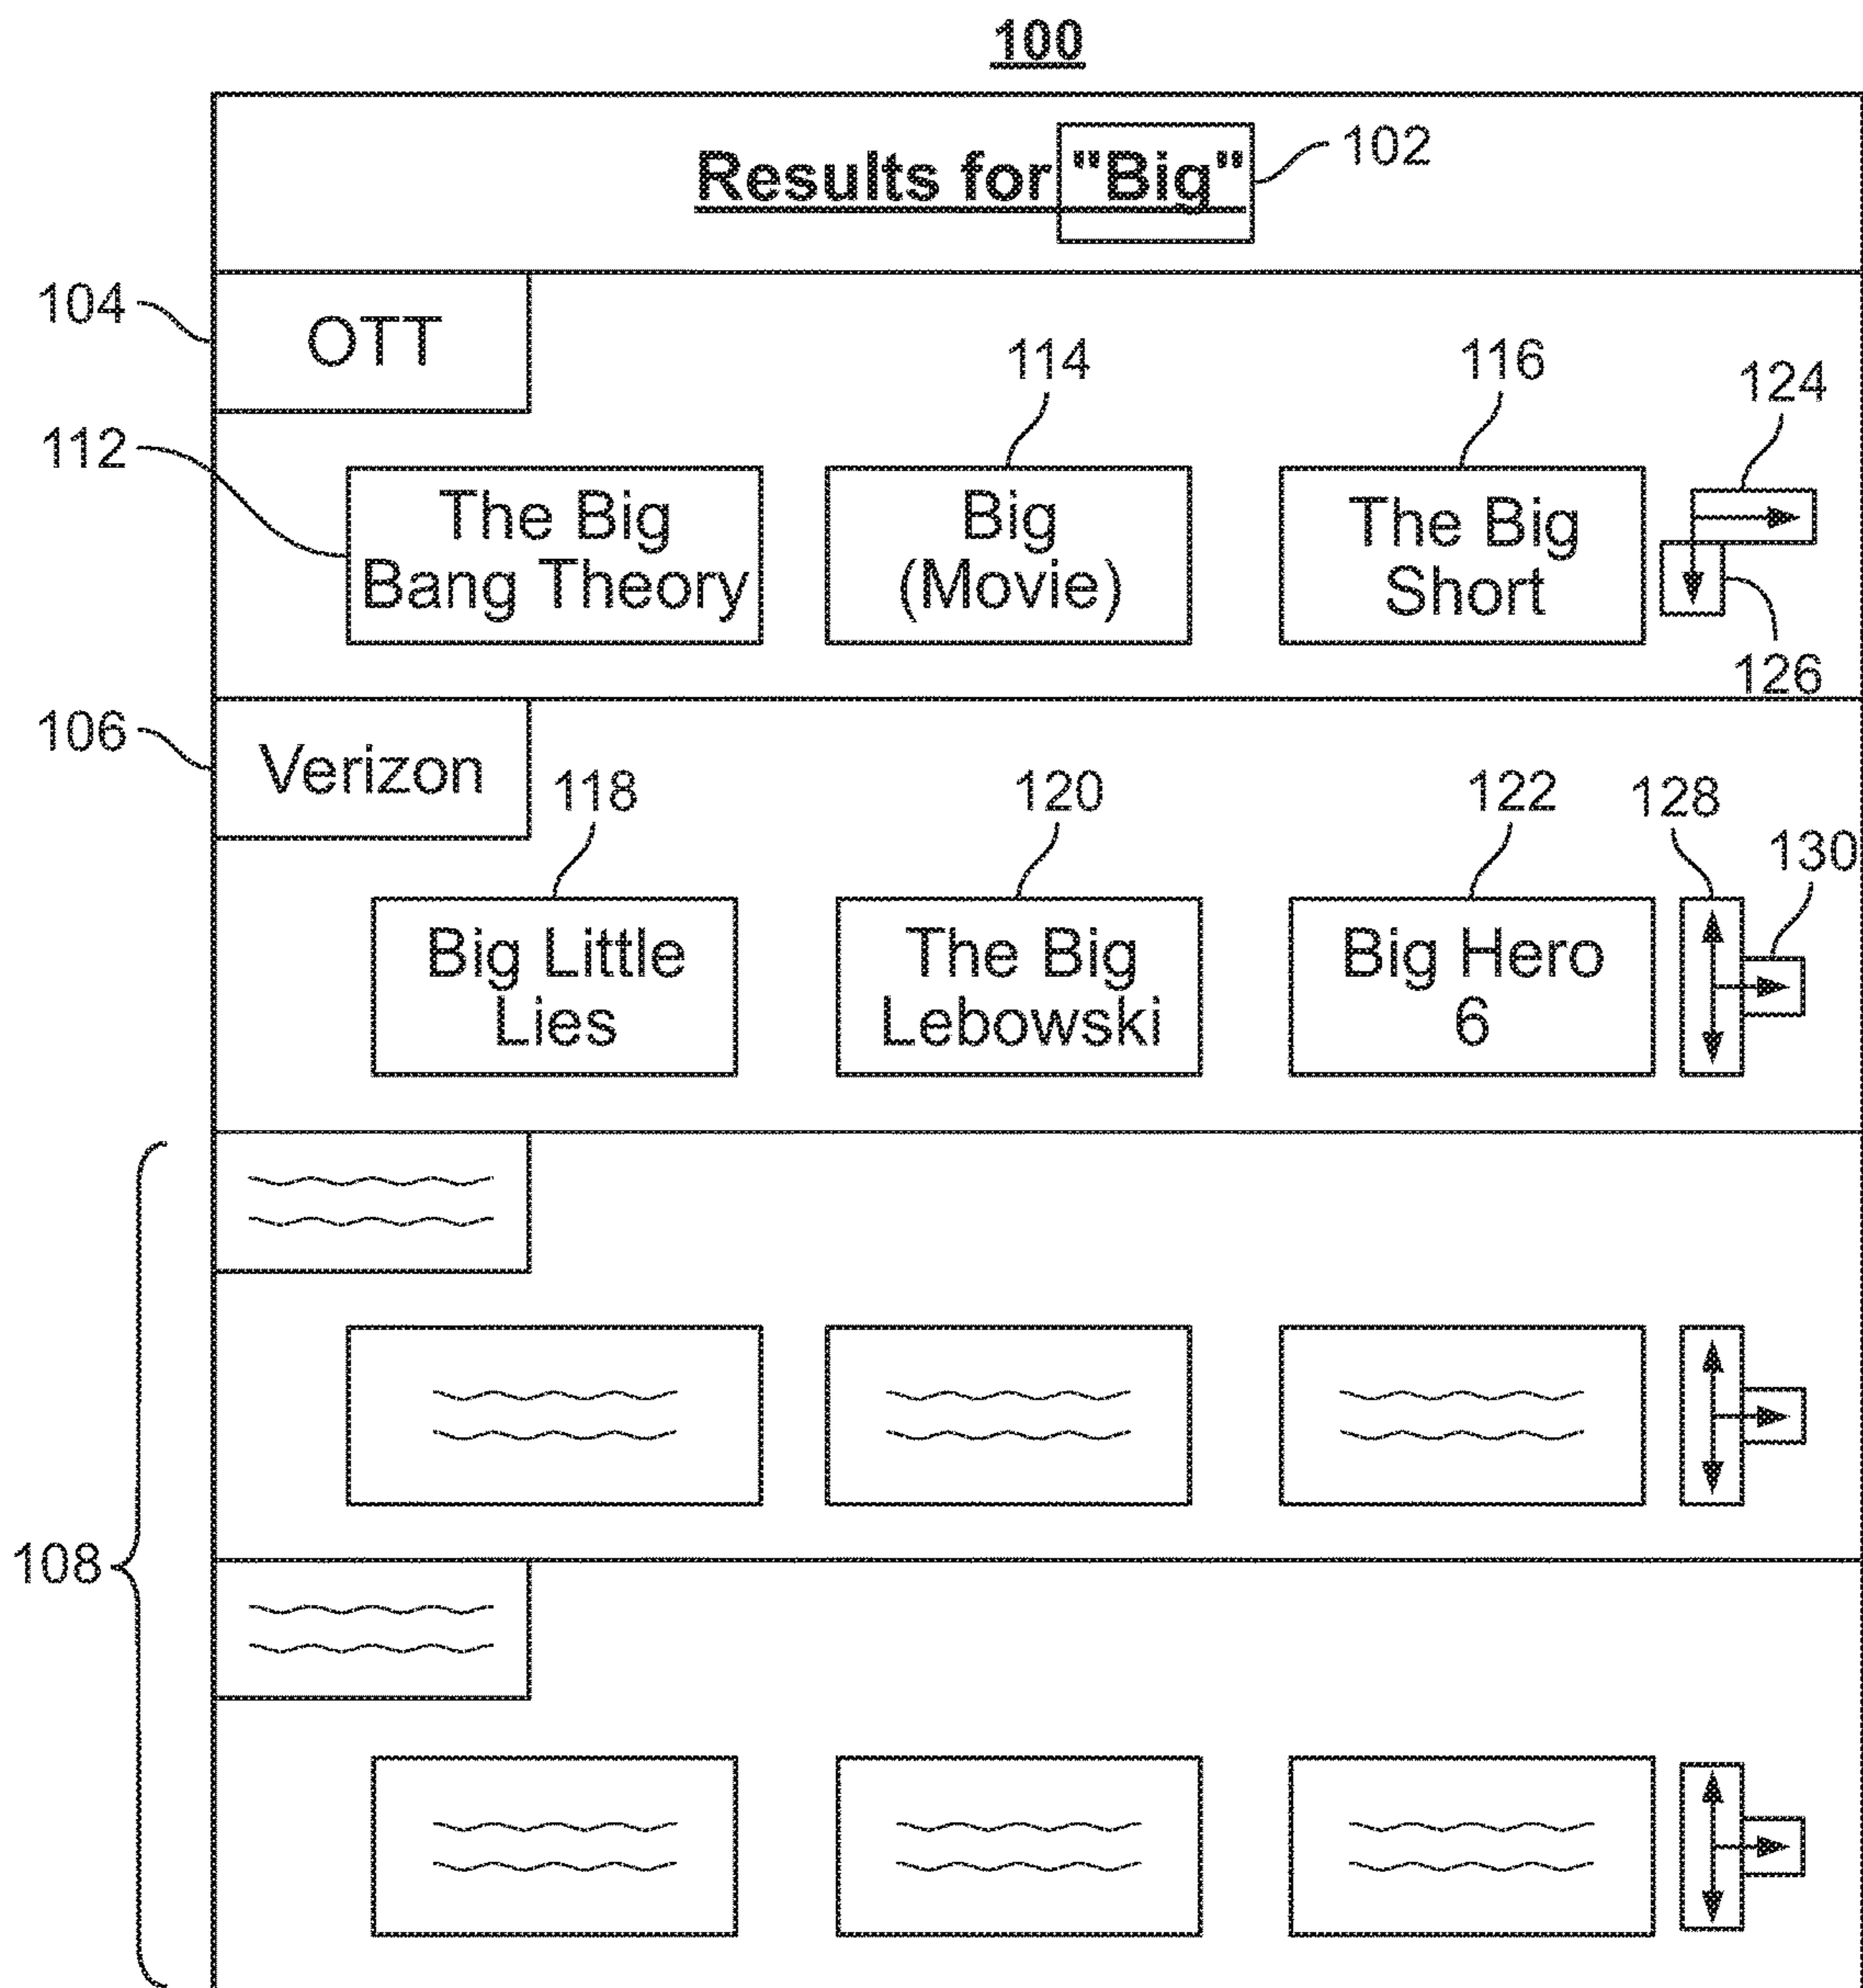 100
Results for "Big"
102
104
OTT
114
116
124
112
The Big
Bang Theory
Big
(Movie)
The Big
Short
126
106
Verizon
118
120
122
128
130
Big Little
Lies
The Big
Lebowski
Big Hero
6
108